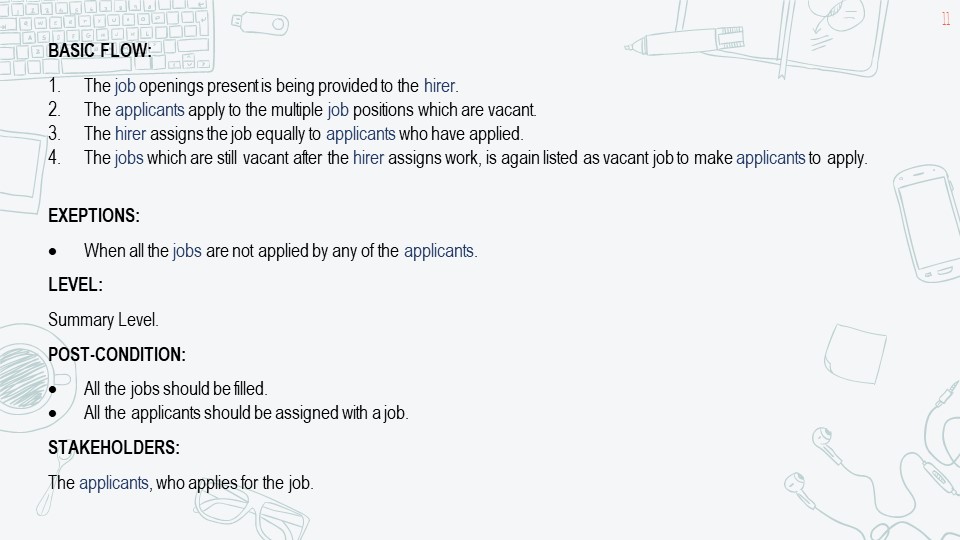 11
BASIC FLOW:
1. The job openings present is being provided to the hirer.
2. The applicants apply to the multiple job positions which are vacant.
3. The hirer assigns the job equally to applicants who have applied.
4. The jobs which are still vacant after the hirer assigns work, is again listed as vacant job to make applicants to apply.
EXEPTIONS:
• When all the jobs are not applied by any of the applicants.
LEVEL:
Summary Level.
POST-CONDITION:
• All the jobs should be filled.
• All the applicants should be assigned with a job.
STAKEHOLDERS:
The applicants, who applies for the job.